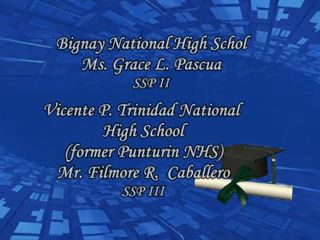 Bignay National High Schol
Ms. Grace L. Pascua
SSP II
Vicente P. Trinidad National
High School
(former Punturin NHS)
Mr. Filmore R. Caballero
SSP III